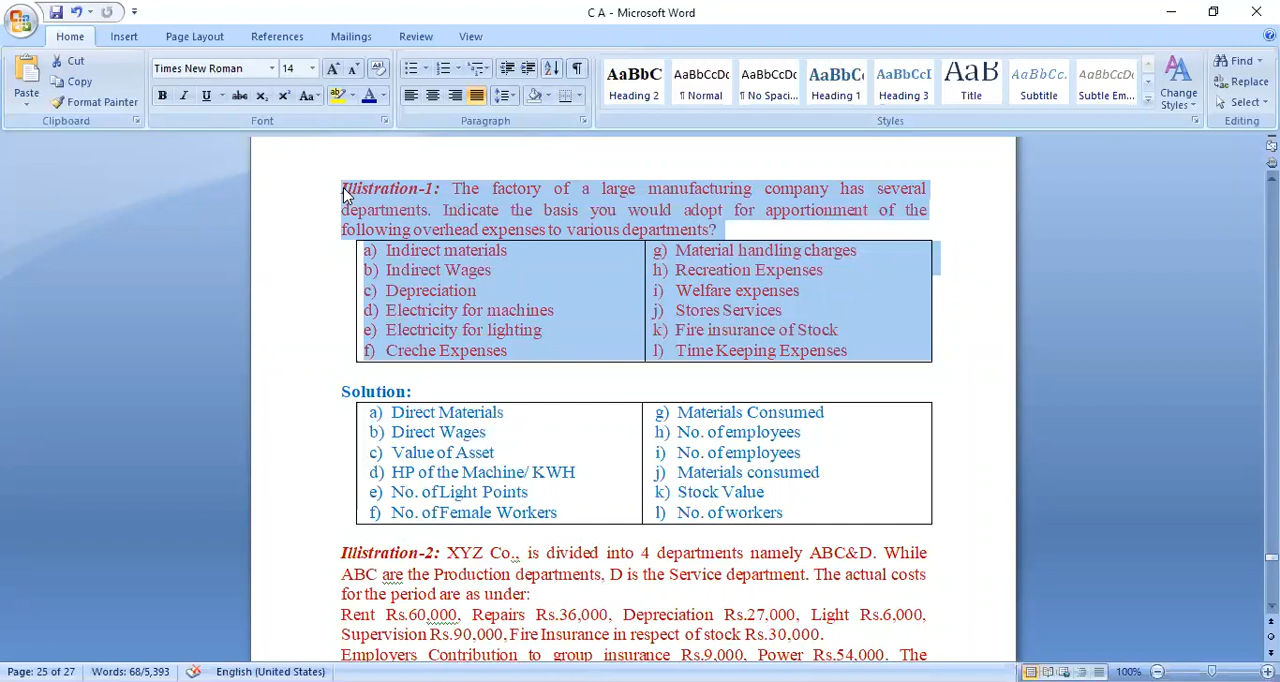 C A - Microsoft Word
Home Insert Page Layout References Mailings Review View
Paste
Cut
Copy
Format Painter
Clipboard
Times New Roman 14
Font
Paragraph
AaBbC AaBbCcDc AaBbCcDc AaBbCc AaBbCcI AaB AaBbCc. AaBbCcDc
Heading 2 ¶ Normal ¶ No Spaci... Heading 1 Heading 3 Title Subtitle Subtle Em...
Change Styles
Styles
Find
Replace
Select
Editing
Illistration-1: The factory of a large manufacturing company has several
departments. Indicate the basis you would adopt for apportionment of the
following overhead expenses to various departments?
a) Indirect materials
b) Indirect Wages
c) Depreciation
d) Electricity for machines
e) Electricity for lighting
f) Creche Expenses
g) Material handling charges
h) Recreation Expenses
i) Welfare expenses
j) Stores Services
k) Fire insurance of Stock
l) Time Keeping Expenses
Solution:
a) Direct Materials
b) Direct Wages
c) Value of Asset
d) HP of the Machine/ KWH
e) No. of Light Points
f) No. of Female Workers
g) Materials Consumed
h) No. of employees
i) No. of employees
j) Materials consumed
k) Stock Value
l) No. of workers
Illistration-2: XYZ Co., is divided into 4 departments namely ABC&D. While
ABC are the Production departments, D is the Service department. The actual costs
for the period are as under:
Rent Rs.60,000, Repairs Rs.36,000, Depreciation Rs.27,000, Light Rs.6,000,
Supervision Rs.90,000, Fire Insurance in respect of stock Rs.30,000.
Employers Contribution to group insurance Rs.9,000, Power Rs.54,000. The
Page: 25 of 27 Words: 68/5,393 English (United States) 100%